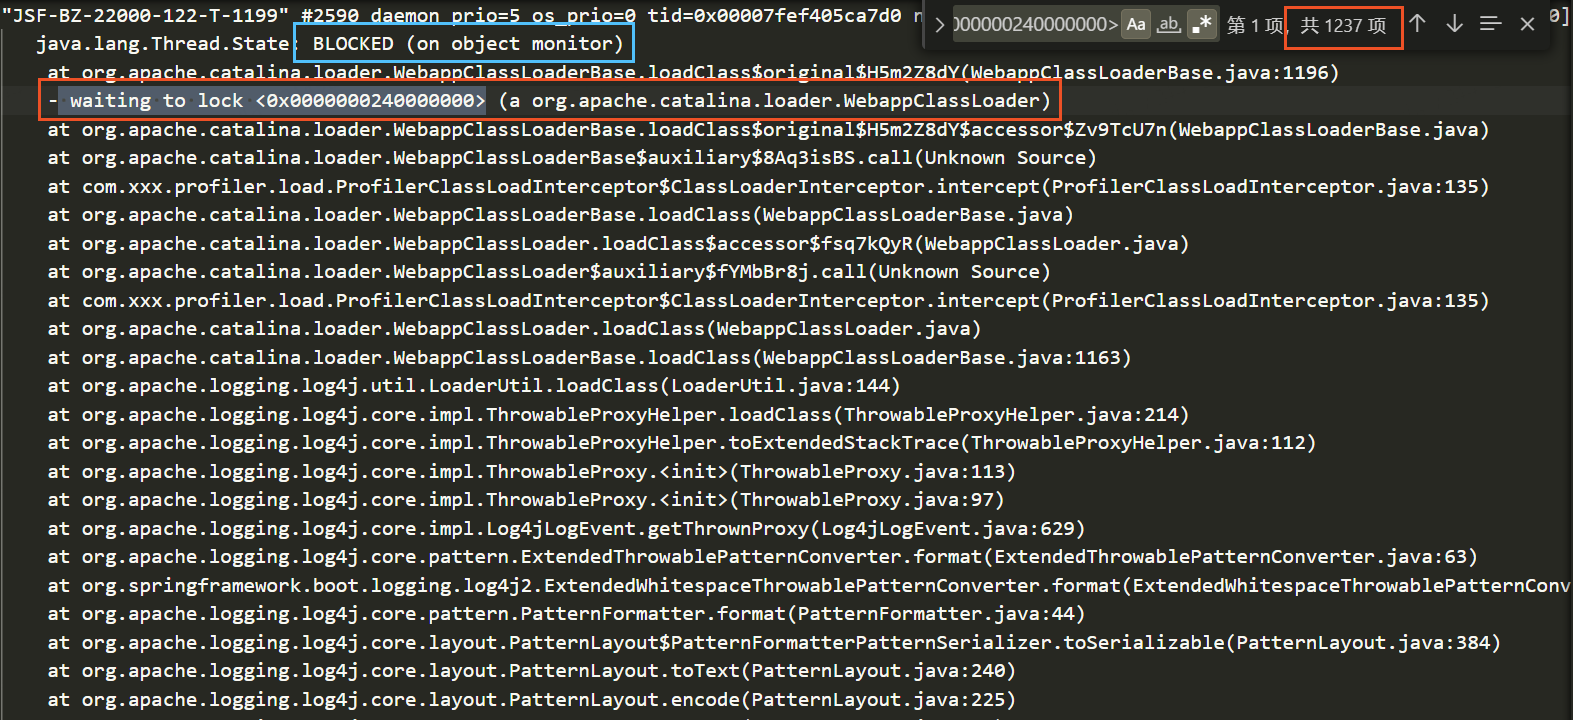 "JSF-BZ-22000-122-T-1199" #2590 daemon prio=5 os_prio=0 tid=0x00007fef405ca7d0
00000240000000> Aa ab .* 第 1 项, 共 1237 项
java.lang.Thread.State: BLOCKED (on object monitor)
at org.apache.catalina.loader.WebappClassLoaderBase.loadClass$original$H5m2Z8dY(WebappClassLoaderBase.java:1196)
- waiting to lock <0x0000000240000000> (a org.apache.catalina.loader.WebappClassLoader)
at org.apache.catalina.loader.WebappClassLoaderBase.loadClass$original$H5m2Z8dY$accessor$Zv9TcU7n(WebappClassLoaderBase.java)
at org.apache.catalina.loader.WebappClassLoaderBase$auxiliary$8Aq3isBS.call(Unknown Source)
at com.xxx.profiler.load.ProfilerClassLoadInterceptor$ClassLoaderInterceptor.intercept(ProfilerClassLoadInterceptor.java:135)
at org.apache.catalina.loader.WebappClassLoaderBase.loadClass(WebappClassLoaderBase.java)
at org.apache.catalina.loader.WebappClassLoader.loadClass$accessor$fsq7kQyR(WebappClassLoader.java)
at org.apache.catalina.loader.WebappClassLoader$auxiliary$fYMbBr8j.call(Unknown Source)
at com.xxx.profiler.load.ProfilerClassLoadInterceptor$ClassLoaderInterceptor.intercept(ProfilerClassLoadInterceptor.java:135)
at org.apache.catalina.loader.WebappClassLoader.loadClass(WebappClassLoader.java)
at org.apache.catalina.loader.WebappClassLoaderBase.loadClass(WebappClassLoaderBase.java:1163)
at org.apache.logging.log4j.util.LoaderUtil.loadClass(LoaderUtil.java:144)
at org.apache.logging.log4j.core.impl.ThrowableProxyHelper.loadClass(ThrowableProxyHelper.java:214)
at org.apache.logging.log4j.core.impl.ThrowableProxyHelper.toExtendedStackTrace(ThrowableProxyHelper.java:112)
at org.apache.logging.log4j.core.impl.ThrowableProxy.<init>(ThrowableProxy.java:113)
at org.apache.logging.log4j.core.impl.ThrowableProxy.<init>(ThrowableProxy.java:97)
at org.apache.logging.log4j.core.impl.Log4jLogEvent.getThrownProxy(Log4jLogEvent.java:629)
at org.apache.logging.log4j.core.pattern.ExtendedThrowablePatternConverter.format(ExtendedThrowablePatternConverter.java:63)
at org.springframework.boot.logging.log4j2.ExtendedWhitespaceThrowablePatternConverter.format(ExtendedWhitespaceThrowablePatternConv
at org.apache.logging.log4j.core.pattern.PatternFormatter.format(PatternFormatter.java:44)
at org.apache.logging.log4j.core.layout.PatternLayout$PatternFormatterPatternSerializer.toSerializable(PatternLayout.java:384)
at org.apache.logging.log4j.core.layout.PatternLayout.toText(PatternLayout.java:240)
at org.apache.logging.log4j.core.layout.PatternLayout.encode(PatternLayout.java:225)